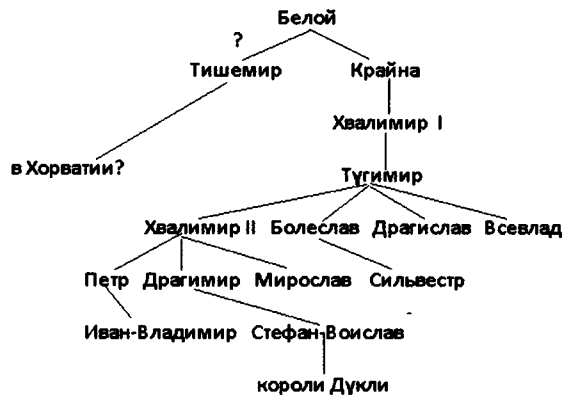 Белой
?
Тишемир Крайна
Хвалимир I
в Хорватии?
Тугимир
Хвалимир II Болеслав Драгислав Всевлад
Петр Драгимир Мирослав Сильвестр
Иван-Владимир Стефан-Воислав
короли Дукли